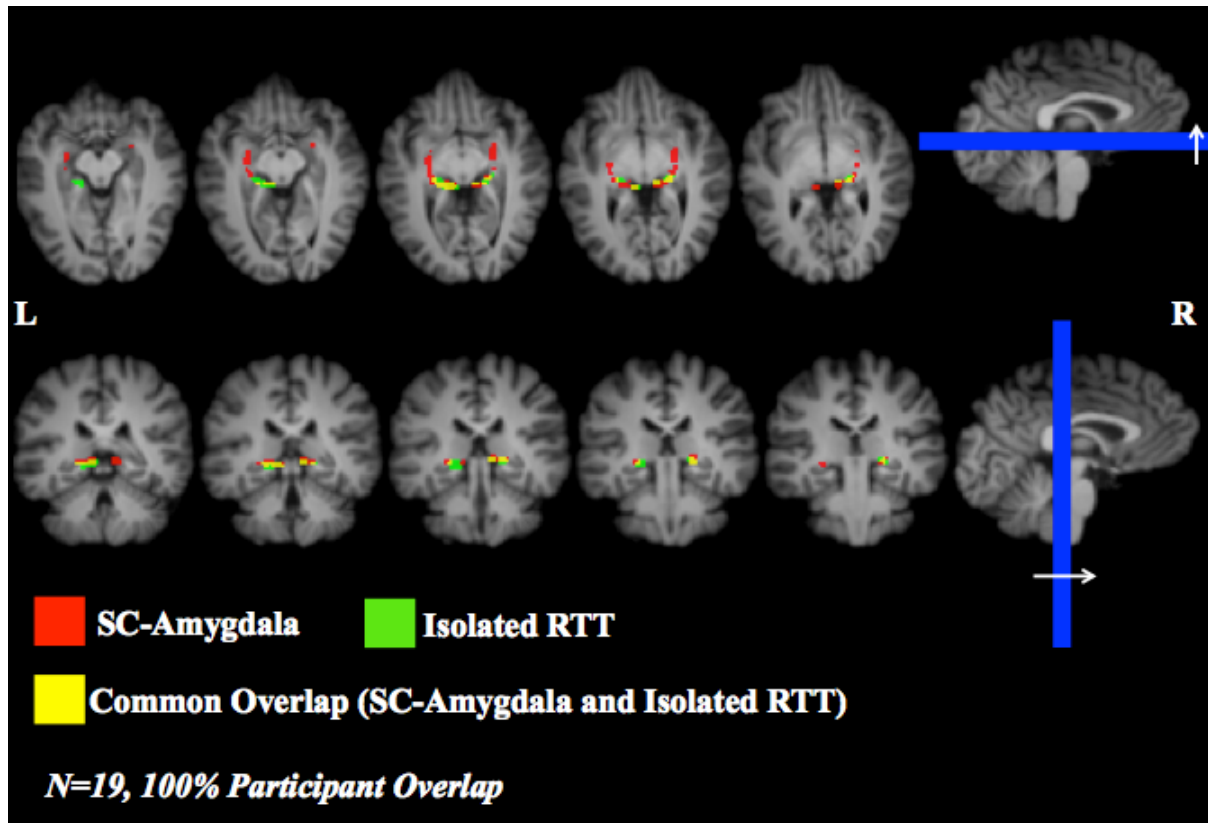 L
R
SC-Amygdala
Isolated RTT
Common Overlap (SC-Amygdala and Isolated RTT)
N=19, 100% Participant Overlap